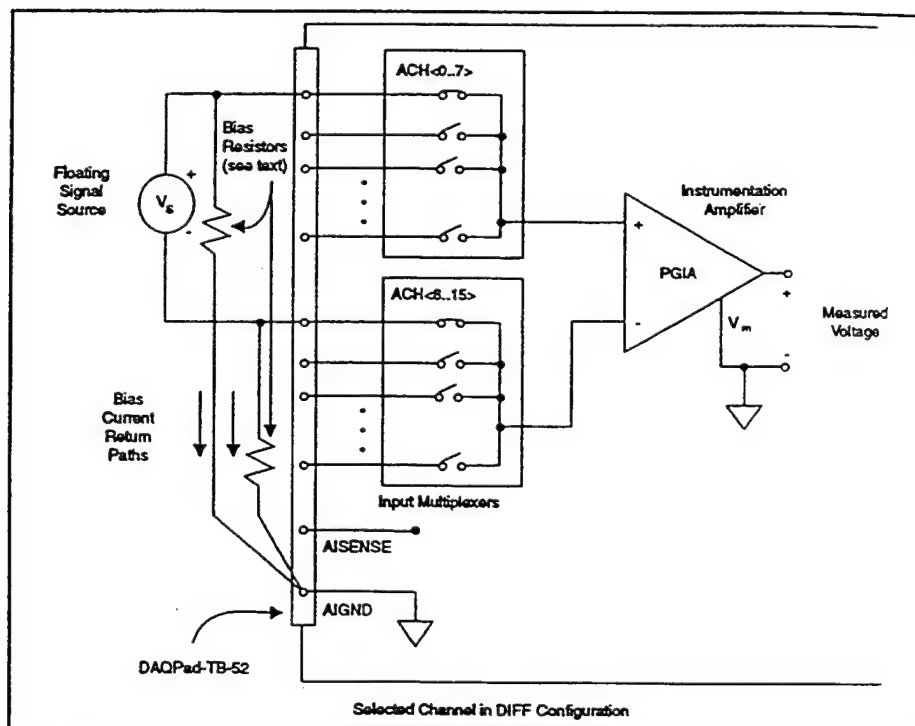 ACH<0..7>
Bias
Resistors
(see text)
Floating
Signal
Source
+
Vs
-
Instrumentation
Amplifier
+
PGIA
-
+
Vm
Measured
Voltage
-
ACH<8..15>
Bias
Current
Return
Paths
Input Multiplexers
AISENSE
AIGND
DAQPad-TB-52
Selected Channel in DIFF Configuration